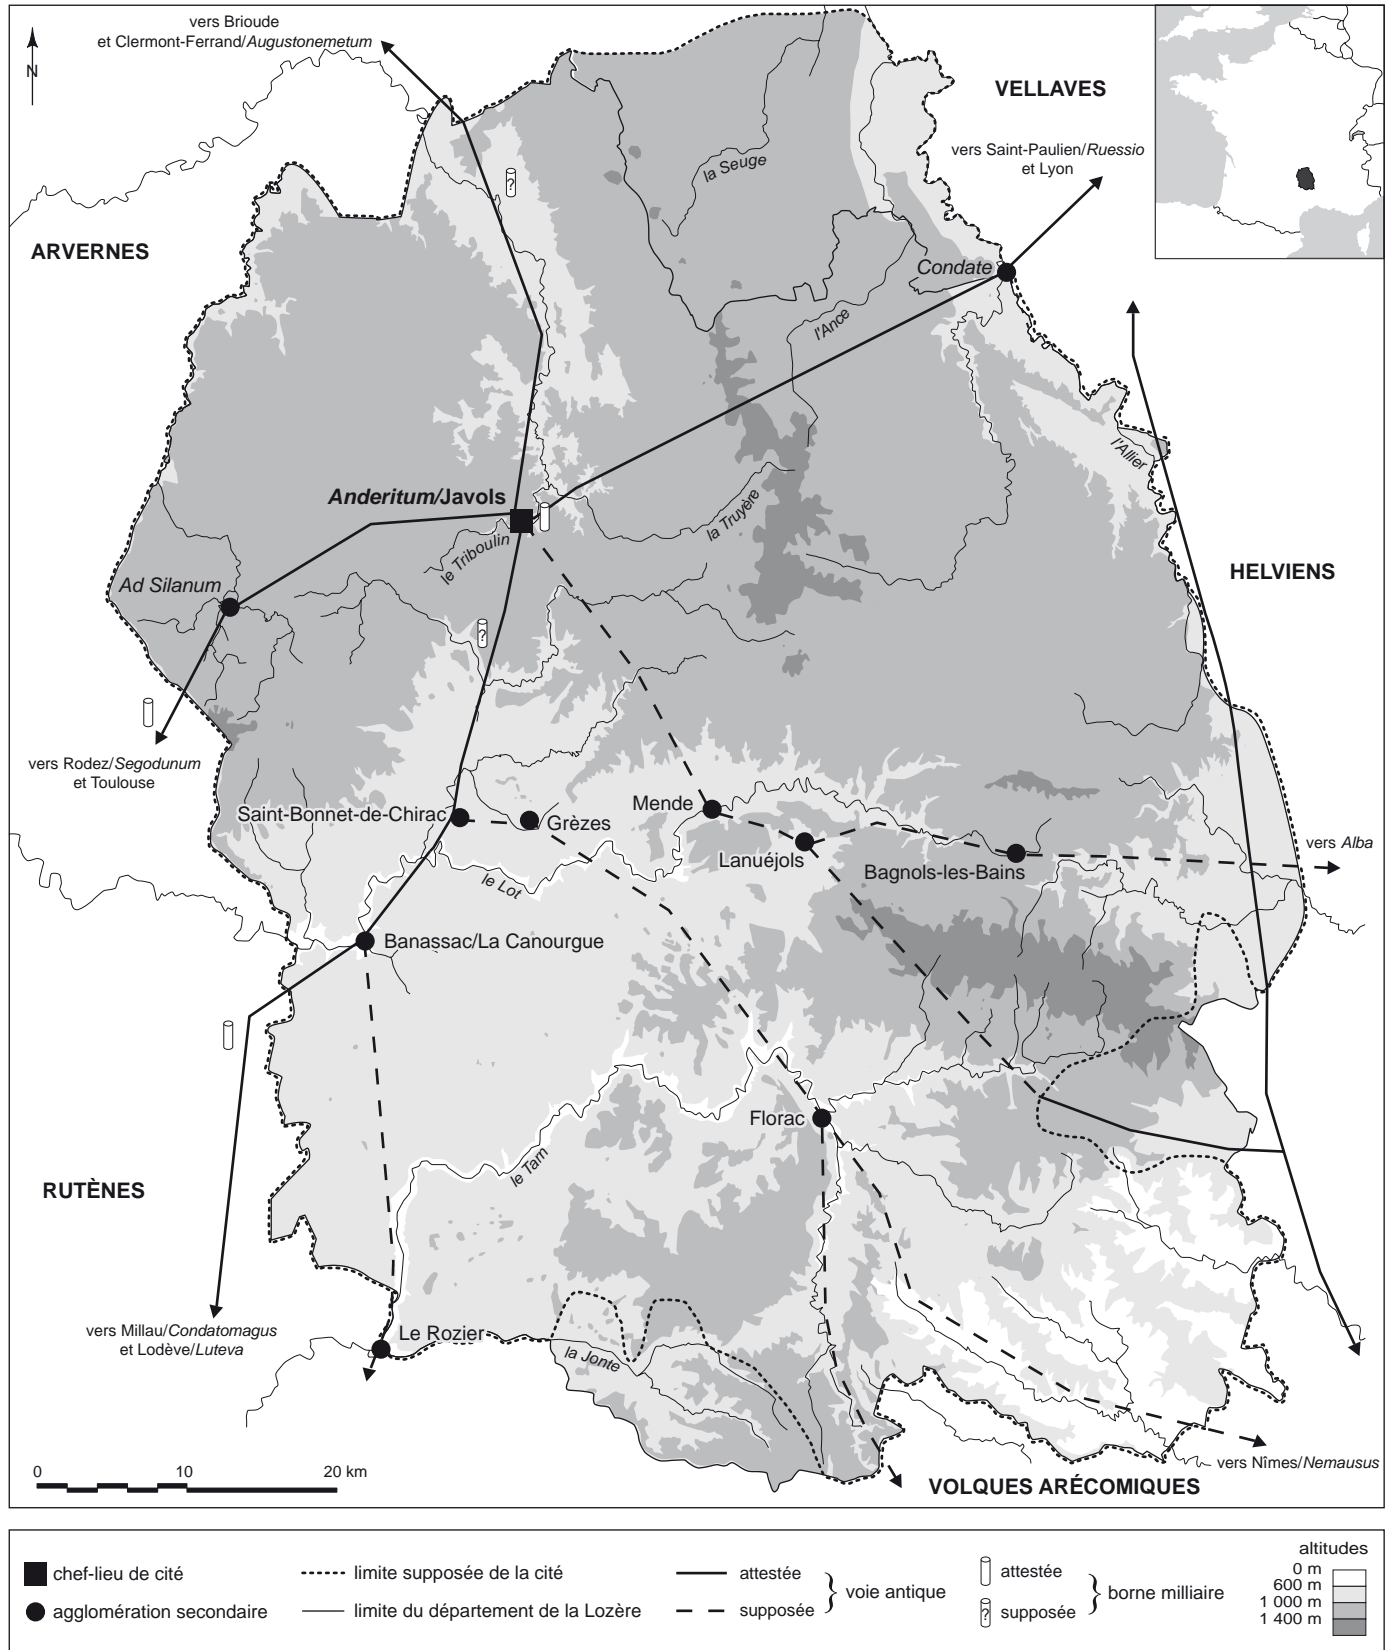 vers Brioude
et Clermont-Ferrand/Augustonemetum
N
VELLAVES
vers Saint-Paulien/Ruessio
et Lyon
la Seuge
ARVERNES
Condate
l'Ance
l'Allier
Anderitum/Javols
la Truyère
le Triboulin
HELVIENS
Ad Silanum
?
?
vers Rodez/Segodunum
et Toulouse
Saint-Bonnet-de-Chirac
Grèzes
Mende
Lanuéjols
Bagnols-les-Bains
vers Alba
le Lot
Banassac/La Canourgue
Florac
le Tarn
RUTÈNES
vers Millau/Condatomagus
et Lodève/Luteva
Le Rozier
la Jonte
0 10 20 km
vers Nîmes/Nemausus
VOLQUES ARÉCOMIQUES
chef-lieu de cité
agglomération secondaire
limite supposée de la cité
limite du département de la Lozère
attestée
supposée
voie antique
attestée
? supposée
borne milliaire
altitudes
0 m
600 m
1 000 m
1 400 m